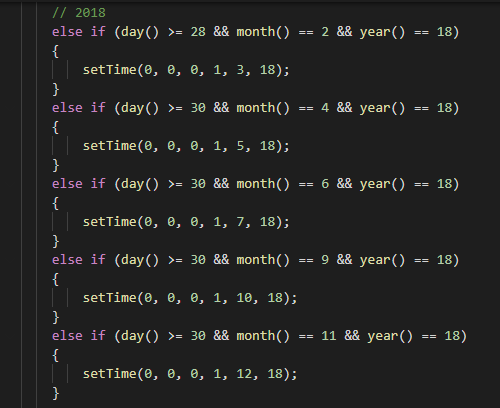 // 2018
else if (day() >= 28 && month() == 2 && year() == 18)
{
setTime(0, 0, 0, 1, 3, 18);
}
else if (day() >= 30 && month() == 4 && year() == 18)
{
setTime(0, 0, 0, 1, 5, 18);
}
else if (day() >= 30 && month() == 6 && year() == 18)
{
setTime(0, 0, 0, 1, 7, 18);
}
else if (day() >= 30 && month() == 9 && year() == 18)
{
setTime(0, 0, 0, 1, 10, 18);
}
else if (day() >= 30 && month() == 11 && year() == 18)
{
setTime(0, 0, 0, 1, 12, 18);
}